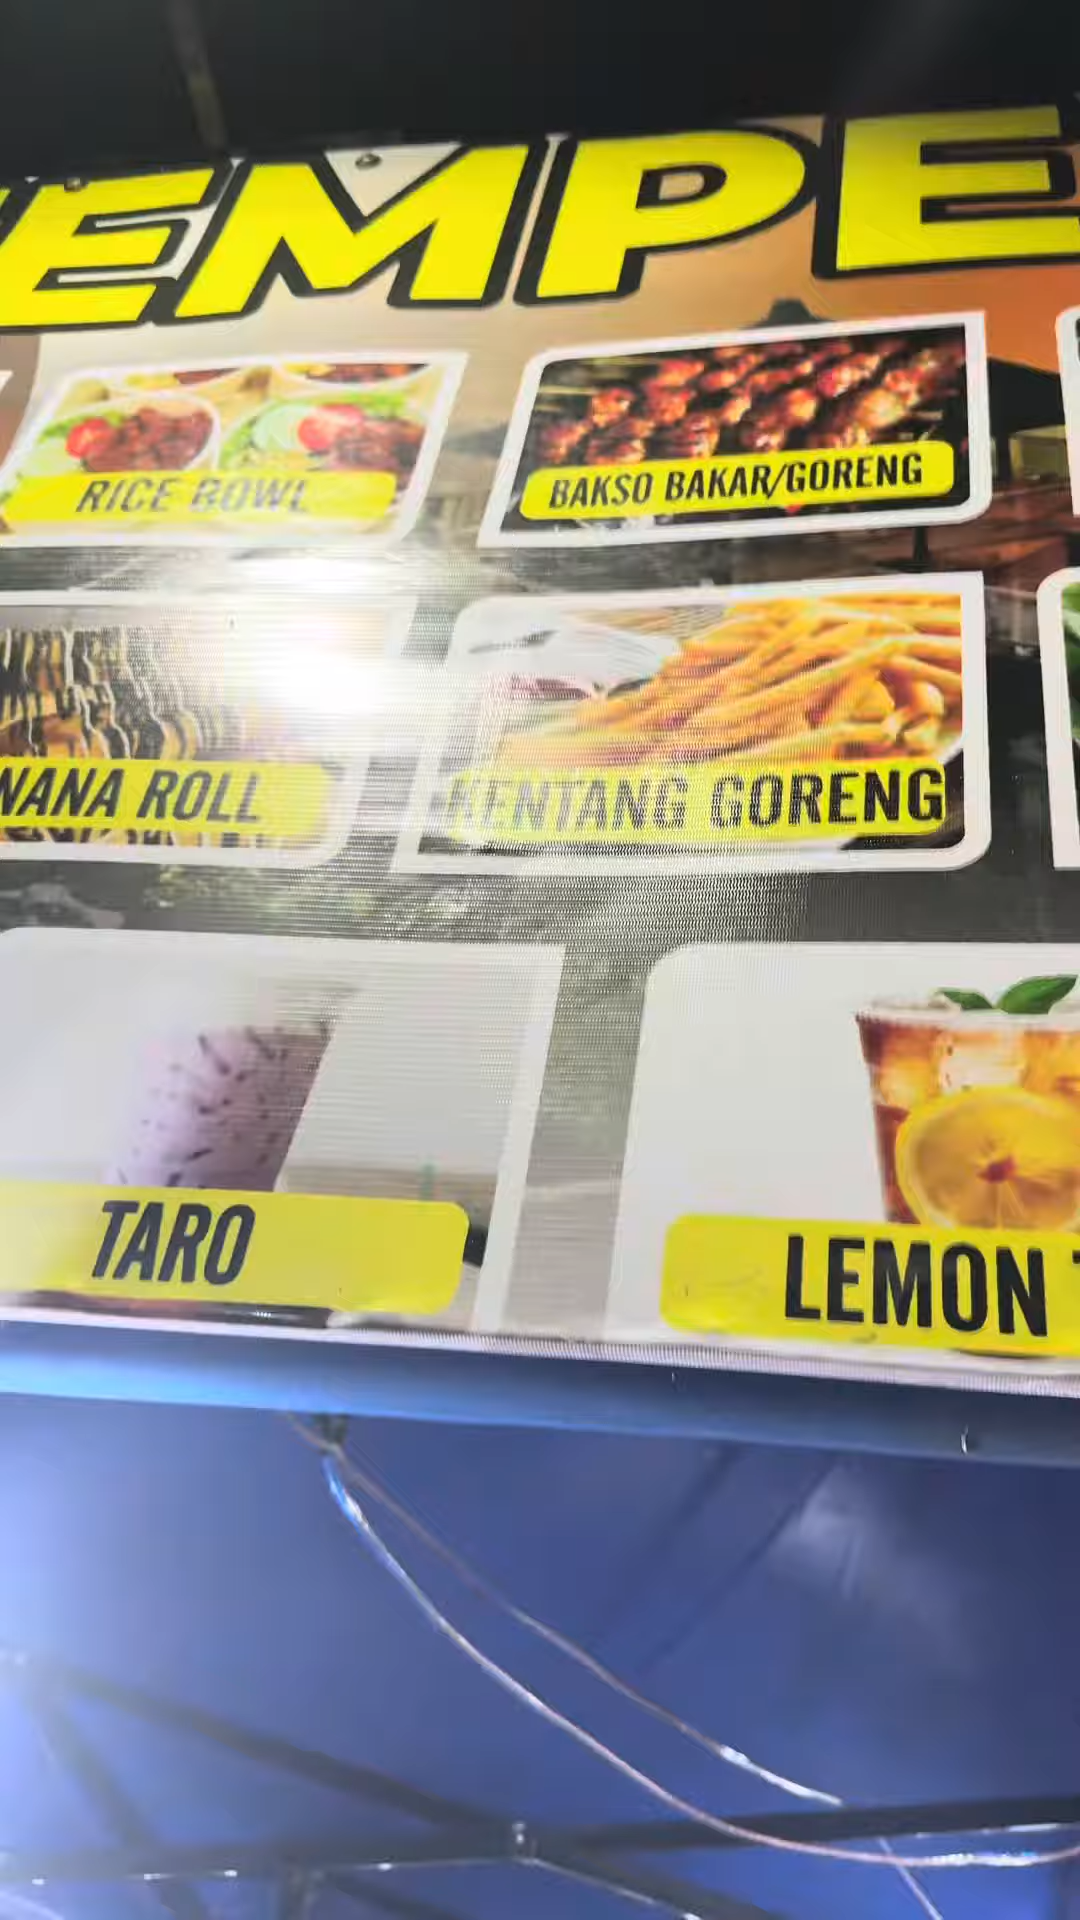 EMPE
RICE BOWL
BAKSO BAKAR/GORENG
NANA ROLL
KENTANG GORENG
TARO
LEMON